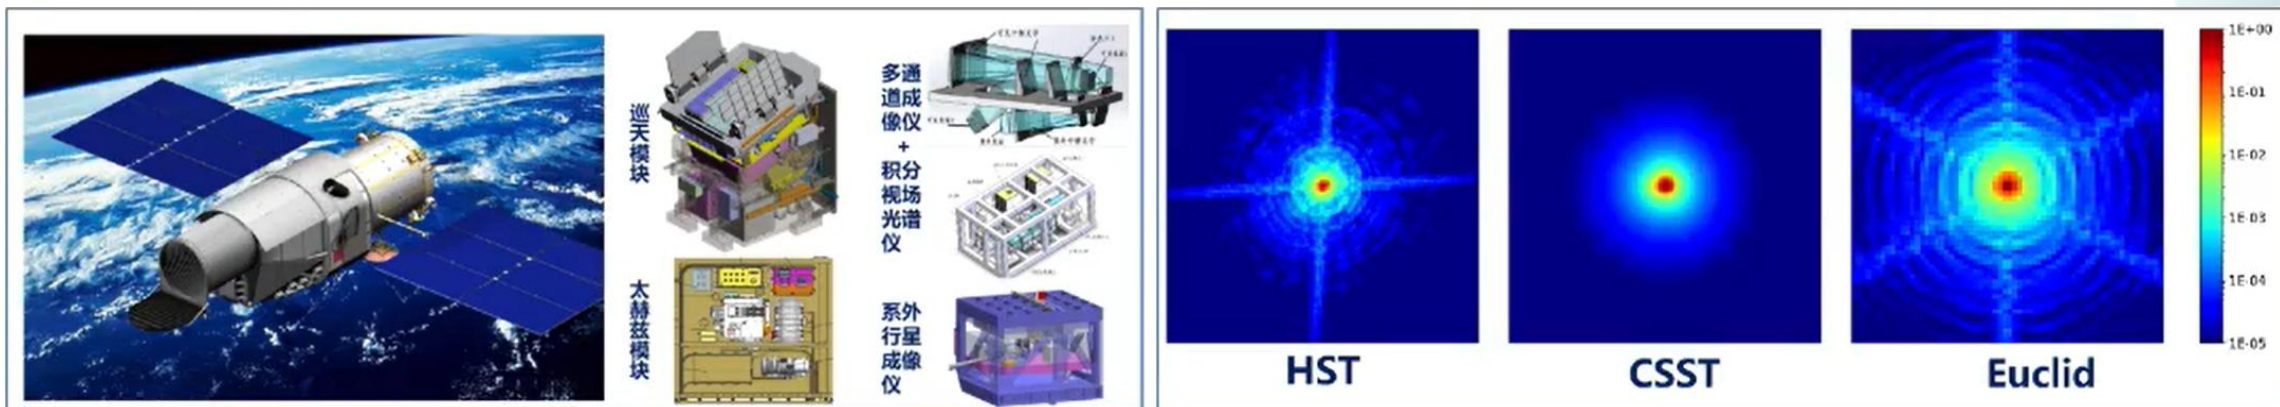 巡天模块
多通
道成
像仪
+
积分
视场
光谱
仪
太赫兹模块
系外
行星
成像
仪
HST
CSST
Euclid
1E+00
1E-01
1E-02
1E-03
1E-04
1E-05